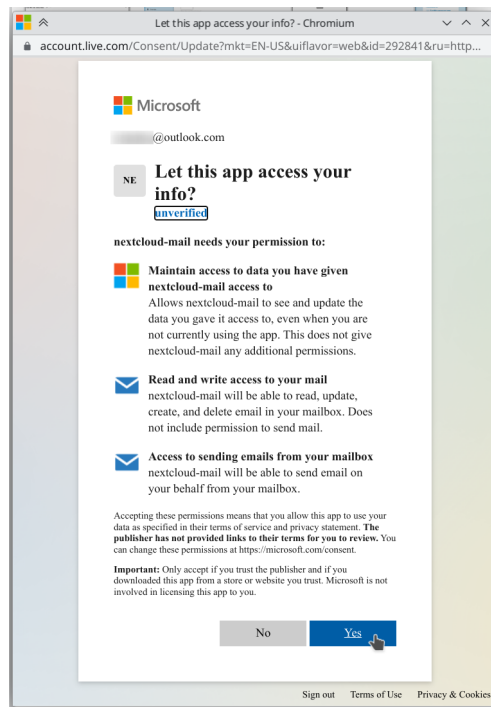 Let this app access your info? - Chromium
account.live.com/Consent/Update?mkt=EN-US&uiflavor=web&id=292841&ru=http...
Microsoft
@outlook.com
NE
Let this app access your
info?
unverified
nextcloud-mail needs your permission to:
Maintain access to data you have given
nextcloud-mail access to
Allows nextcloud-mail to see and update the
data you gave it access to, even when you are
not currently using the app. This does not give
nextcloud-mail any additional permissions.
Read and write access to your mail
nextcloud-mail will be able to read, update,
create, and delete email in your mailbox. Does
not include permission to send mail.
Access to sending emails from your mailbox
nextcloud-mail will be able to send email on
your behalf from your mailbox.
Accepting these permissions means that you allow this app to use your
data as specified in their terms of service and privacy statement. The
publisher has not provided links to their terms for you to review. You
can change these permissions at https://microsoft.com/consent.
Important: Only accept if you trust the publisher and if you
downloaded this app from a store or website you trust. Microsoft is not
involved in licensing this app to you.
No
Yes
Sign out Terms of Use Privacy & Cookies